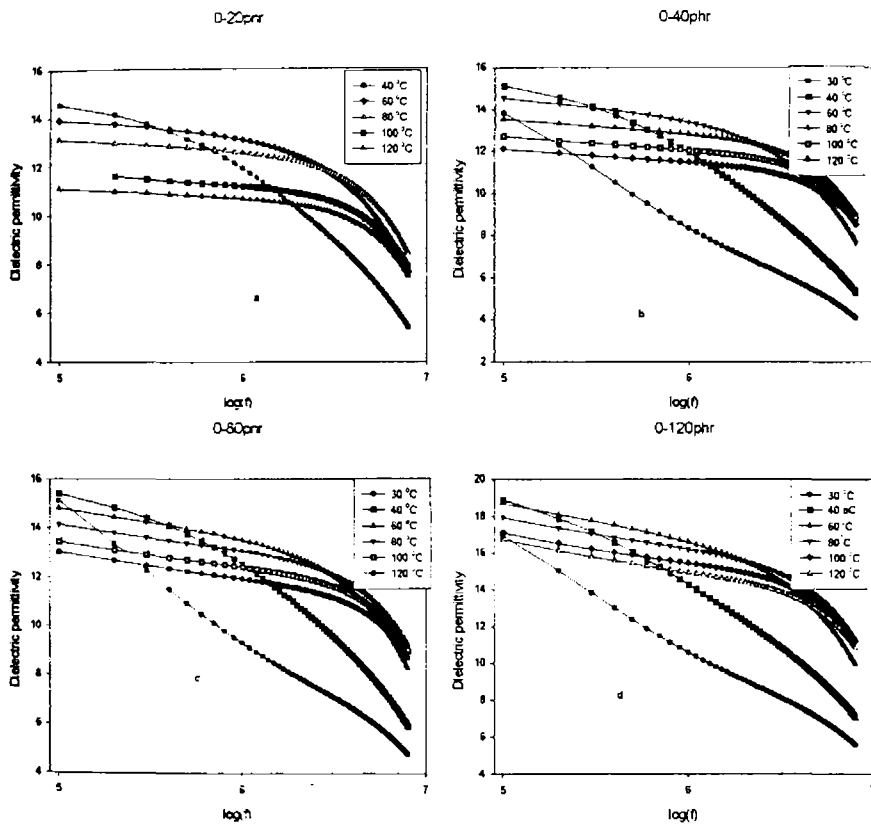 0-20phr
16
14
12
10
8
6
4
5
6
7
Dielectric permittivity
log(f)
40 °C
60 °C
80 °C
100 °C
120 °C
a
0-40phr
16
14
12
10
8
6
4
2
5
6
Dielectric permittivity
log(f)
30 °C
40 °C
60 °C
80 °C
100 °C
120 °C
b
0-80pnr
16
14
12
10
8
6
4
5
6
7
Dielectric permittivity
log(f)
30 °C
40 °C
60 °C
80 °C
100 °C
120 °C
c
0-120phr
20
18
16
14
12
10
8
6
4
5
6
7
Dielectric permittivity
log(f)
30 °C
40 ºC
60 °C
80 °C
100 °C
120 °C
d